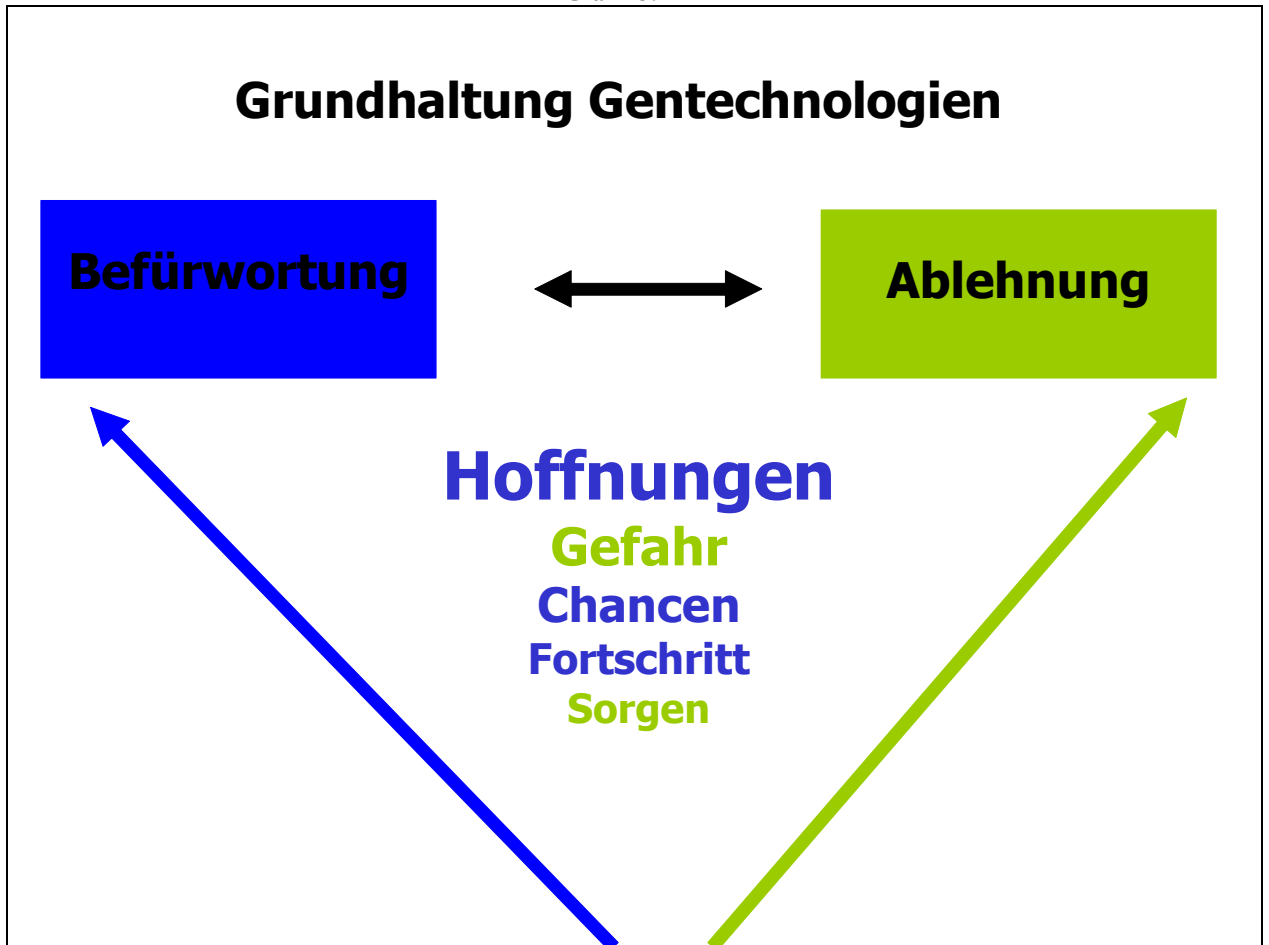 Grundhaltung Gentechnologien
Befürwortung
Ablehnung
Hoffnungen
Gefahr
Chancen
Fortschritt
Sorgen